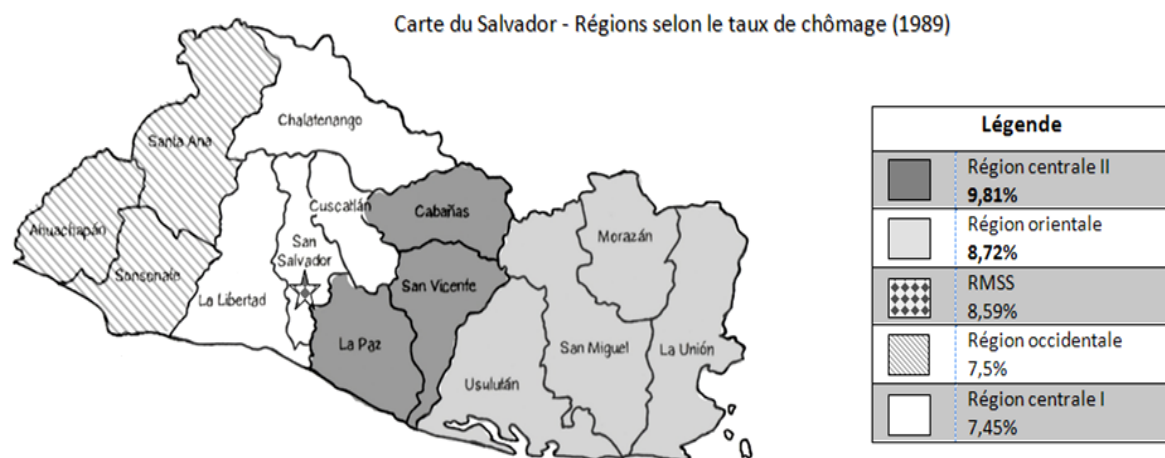 Carte du Salvador - Régions selon le taux de chômage (1989)
Chalatenango
Santa Ana
Cuscatlán
Cabañas
Ahuachapán
San
Salvador
Morazán
Sonsonate
La Libertad
San Vicente
La Paz
San Miguel
La Unión
Usulután
Légende
Région centrale II
9,81%
Région orientale
8,72%
RMSS
8,59%
Région occidentale
7,5%
Région centrale I
7,45%